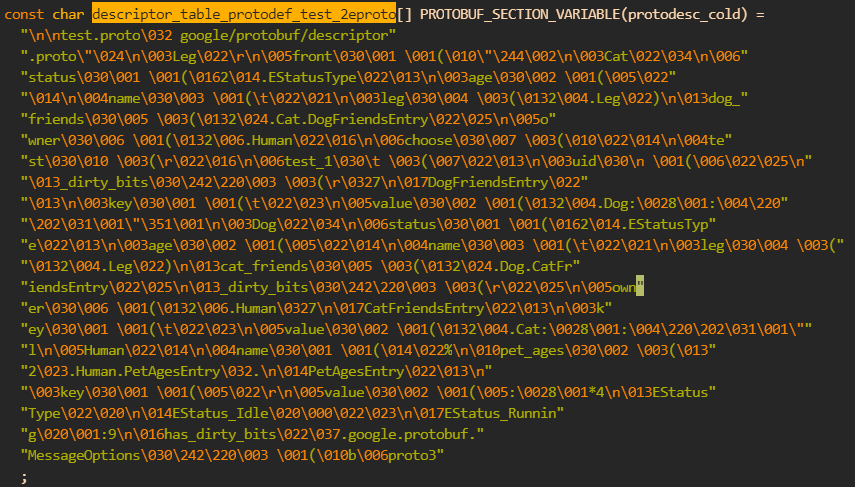 const char descriptor_table_protodef_test_2eproto[] PROTOBUF_SECTION_VARIABLE(protodesc_cold) =
"\n\ntest.proto\032 google/protobuf/descriptor"
".proto\"\024\n\003Leg\022\r\n\005front\030\001 \001(\010\"\244\002\n\003Cat\022\034\n\006"
"status\030\001 \001(\0162\014.EStatusType\022\013\n\003age\030\002 \001(\005\022"
"\014\n\004name\030\003 \001(\t\022\021\n\003leg\030\004 \003(\0132\004.Leg\022)\n\013dog_"
"friends\030\005 \003(\0132\024.Cat.DogFriendsEntry\022\025\n\005o"
"wner\030\006 \001(\0132\006.Human\022\016\n\006choose\030\007 \003(\010\022\014\n\004te"
"st\030\010 \003(\r\022\016\n\006test_1\030\t \003(\007\022\013\n\003uid\030\n \001(\006\022\025\n"
"\013_dirty_bits\030\242\220\003 \003(\r\0327\n\017DogFriendsEntry\022"
"\013\n\003key\030\001 \001(\t\022\023\n\005value\030\002 \001(\0132\004.Dog:\0028\001:\004\220"
"\202\031\001\"\351\001\n\003Dog\022\034\n\006status\030\001 \001(\0162\014.EStatusTyp"
"e\022\013\n\003age\030\002 \001(\005\022\014\n\004name\030\003 \001(\t\022\021\n\003leg\030\004 \003("
"\0132\004.Leg\022)\n\013cat_friends\030\005 \003(\0132\024.Dog.CatFr"
"iendsEntry\022\025\n\013_dirty_bits\030\242\220\003 \003(\r\022\025\n\005own"
"er\030\006 \001(\0132\006.Human\0327\n\017CatFriendsEntry\022\013\n\003k"
"ey\030\001 \001(\t\022\023\n\005value\030\002 \001(\0132\004.Cat:\0028\001:\004\220\202\031\001\""
"l\n\005Human\022\014\n\004name\030\001 \001(\014\022%\n\010pet_ages\030\002 \003(\013"
"2\023.Human.PetAgesEntry\032.\n\014PetAgesEntry\022\013\n"
"\003key\030\001 \001(\005\022\r\n\005value\030\002 \001(\005:\0028\001*4\n\013EStatus"
"Type\022\020\n\014EStatus_Idle\020\000\022\023\n\017EStatus_Runnin"
"g\020\001:9\n\016has_dirty_bits\022\037.google.protobuf."
"MessageOptions\030\242\220\003 \001(\010b\006proto3"
;